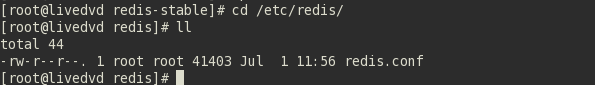 [root@livedvd redis-stable]# cd /etc/redis/
[root@livedvd redis]# ll
total 44
-rw-r--r--. 1 root root 41403 Jul  1 11:56 redis.conf
[root@livedvd redis]#